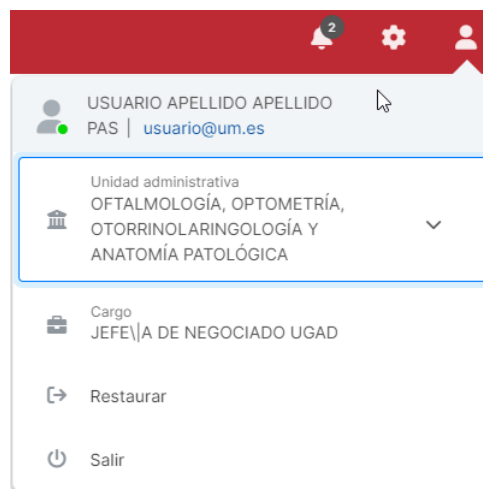 2
USUARIO APELLIDO APELLIDO
PAS | usuario@um.es
Unidad administrativa
OFTALMOLOGÍA, OPTOMETRÍA,
OTORRINOLARINGOLOGÍA Y
ANATOMÍA PATOLÓGICA
Cargo
JEFE\|A DE NEGOCIADO UGAD
Restaurar
Salir